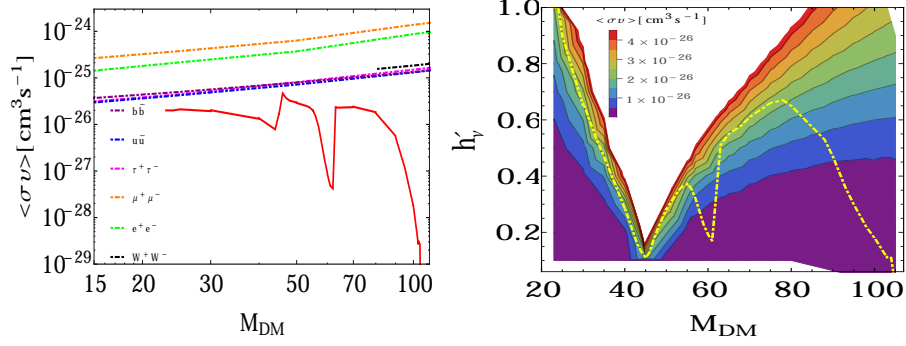 10⁻²⁴
10⁻²⁵
10⁻²⁶
10⁻²⁷
10⁻²⁸
10⁻²⁹
<σ v>[cm³s⁻¹]
b b̄
u ū
τ⁺τ⁻
μ⁺μ⁻
e⁺e⁻
W⁺W⁻
15 20 30 50 70 100
M_DM
<σ v>[cm³s⁻¹]
4×10⁻²⁶
3×10⁻²⁶
2×10⁻²⁶
1×10⁻²⁶
1.0
0.8
0.6
0.4
0.2
h'ᵥ
20 40 60 80 100
M_DM